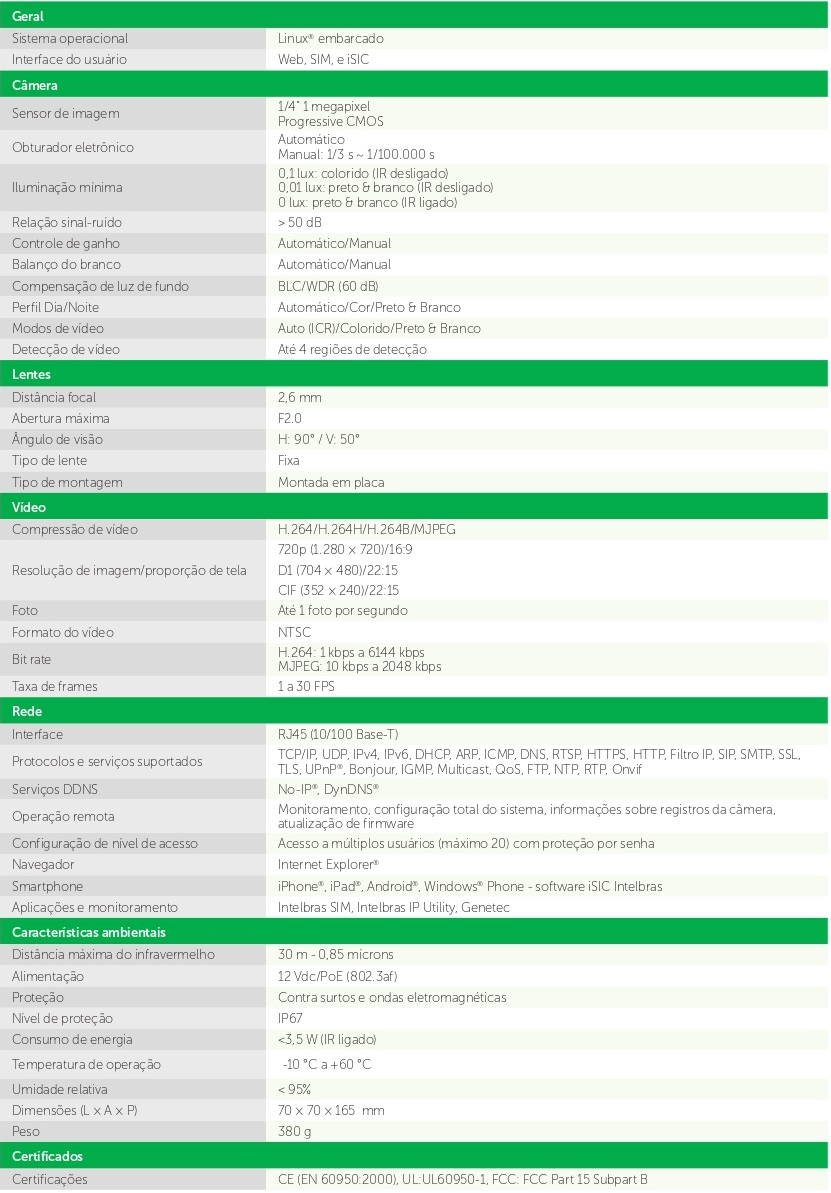 Geral
Sistema operacional Linux® embarcado
Interface do usuário Web, SIM, e iSIC
Câmera
Sensor de imagem 1/4" 1 megapixel
Progressive CMOS
Obturador eletrônico Automático
Manual: 1/3 s ~ 1/100.000 s
Iluminação mínima 0,1 lux: colorido (IR desligado)
0,01 lux: preto & branco (IR desligado)
0 lux: preto & branco (IR ligado)
Relação sinal-ruído > 50 dB
Controle de ganho Automático/Manual
Balanço do branco Automático/Manual
Compensação de luz de fundo BLC/WDR (60 dB)
Perfil Dia/Noite Automático/Cor/Preto & Branco
Modos de vídeo Auto (ICR)/Colorido/Preto & Branco
Detecção de vídeo Até 4 regiões de detecção
Lentes
Distância focal 2,6 mm
Abertura máxima F2.0
Ângulo de visão H: 90° / V: 50°
Tipo de lente Fixa
Tipo de montagem Montada em placa
Vídeo
Compressão de vídeo H.264/H.264H/H.264B/MJPEG
Resolução de imagem/proporção de tela 720p (1.280 × 720)/16:9
D1 (704 × 480)/22:15
CIF (352 × 240)/22:15
Foto Até 1 foto por segundo
Formato do vídeo NTSC
Bit rate H.264: 1 kbps a 6144 kbps
MJPEG: 10 kbps a 2048 kbps
Taxa de frames 1 a 30 FPS
Rede
Interface RJ45 (10/100 Base-T)
Protocolos e serviços suportados TCP/IP, UDP, IPv4, IPv6, DHCP, ARP, ICMP, DNS, RTSP, HTTPS, HTTP, Filtro IP, SIP, SMTP, SSL,
TLS, UPnP®, Bonjour, IGMP, Multicast, QoS, FTP, NTP, RTP, Onvif
Serviços DDNS No-IP®, DynDNS®
Operação remota Monitoramento, configuração total do sistema, informações sobre registros da câmera,
atualização de firmware
Configuração de nível de acesso Acesso a múltiplos usuários (máximo 20) com proteção por senha
Navegador Internet Explorer®
Smartphone iPhone®, iPad®, Android®, Windows® Phone - software iSIC Intelbras
Aplicações e monitoramento Intelbras SIM, Intelbras IP Utility, Genetec
Características ambientais
Distância máxima do infravermelho 30 m - 0,85 mícrons
Alimentação 12 Vdc/PoE (802.3af)
Proteção Contra surtos e ondas eletromagnéticas
Nível de proteção IP67
Consumo de energia <3,5 W (IR ligado)
Temperatura de operação -10 °C a +60 °C
Umidade relativa < 95%
Dimensões (L × A × P) 70 × 70 × 165 mm
Peso 380 g
Certificados
Certificações CE (EN 60950:2000), UL:UL60950-1, FCC: FCC Part 15 Subpart B